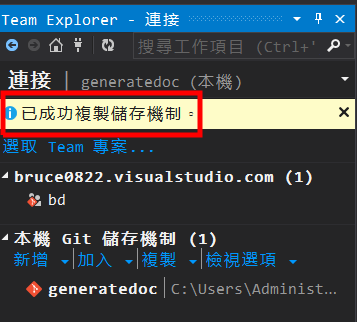 Team Explorer - 連接
搜尋工作項目 (Ctrl+'
連接 | generatedoc (本機)
已成功複製儲存機制。
選取 Team 專案...
bruce0822.visualstudio.com (1)
bd
本機 Git 儲存機制 (1)
新增 加入 複製 檢視選項
generatedoc | C:\Users\Administ...